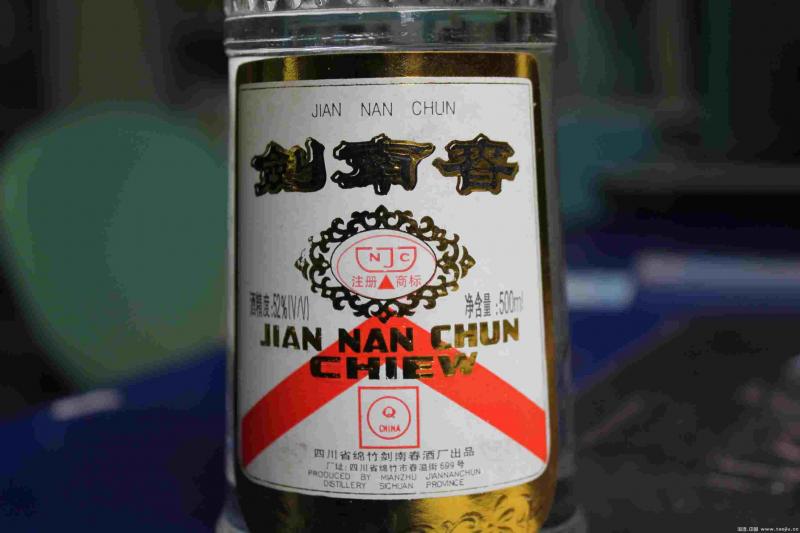 JIAN NAN CHUN
剑南春
NJC
注册 商标
酒精度:52%(V/V)
净含量:500ml
JIAN NAN CHUN
CHIEW
Q
CHINA
四川省绵竹剑南春酒厂出品
厂址:四川省绵竹市春溢街699号
PRODUCED BY MIANZHU JIANNANCHUN
DISTILLERY SICHUAN PROVINCE